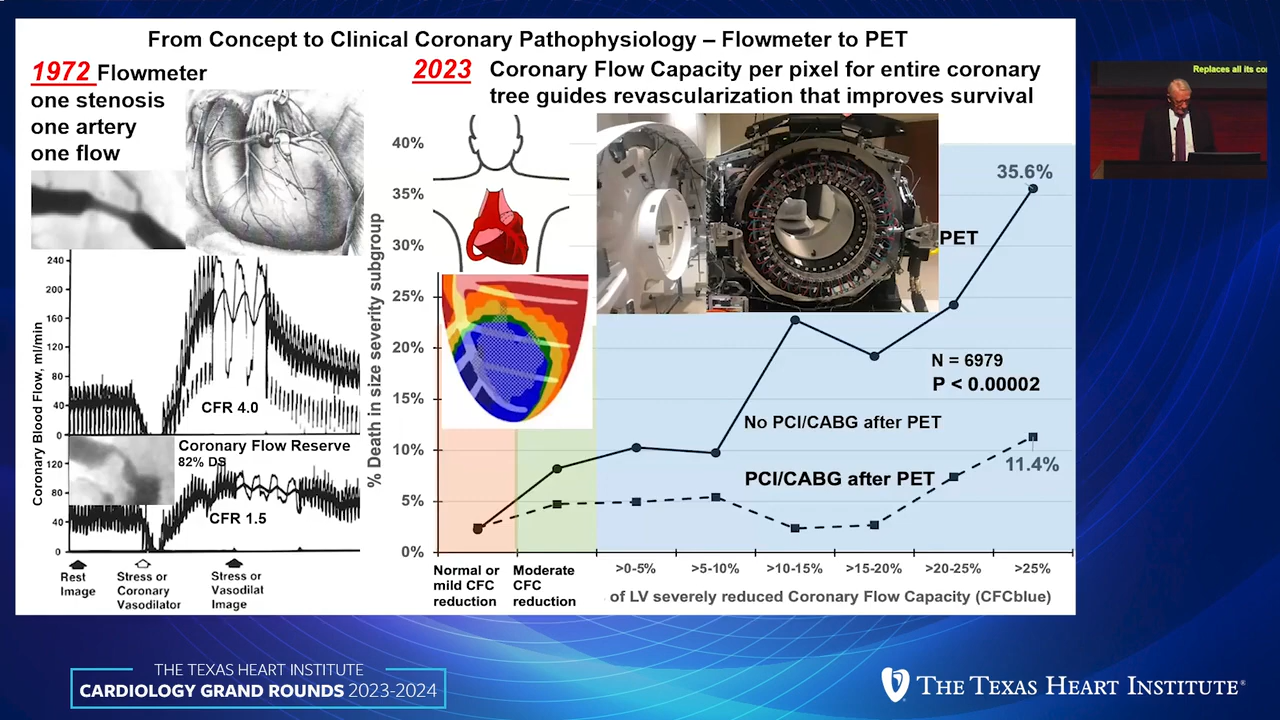 From Concept to Clinical Coronary Pathophysiology – Flowmeter to PET
1972 Flowmeter
one stenosis
one artery
one flow
2023 Coronary Flow Capacity per pixel for entire coronary
tree guides revascularization that improves survival
Replaces all its
Coronary Blood Flow, ml/min
240
200
160
120
80
40
0
CFR 4.0
Coronary Flow Reserve
82% DS
120
80
40
0
CFR 1.5
Rest
Image
Stress or
Coronary
Vasodilator
Stress or
Vasodilat
Image
% Death in size severity subgroup
40%
35%
30%
25%
20%
15%
10%
5%
0%
35.6%
PET
N = 6979
P < 0.00002
No PCI/CABG after PET
PCI/CABG after PET
11.4%
Normal or
mild CFC
reduction
Moderate
CFC
reduction
>0-5%
>5-10%
>10-15%
>15-20%
>20-25%
>25%
of LV severely reduced Coronary Flow Capacity (CFCblue)
THE TEXAS HEART INSTITUTE
CARDIOLOGY GRAND ROUNDS 2023-2024
THE TEXAS HEART INSTITUTE®